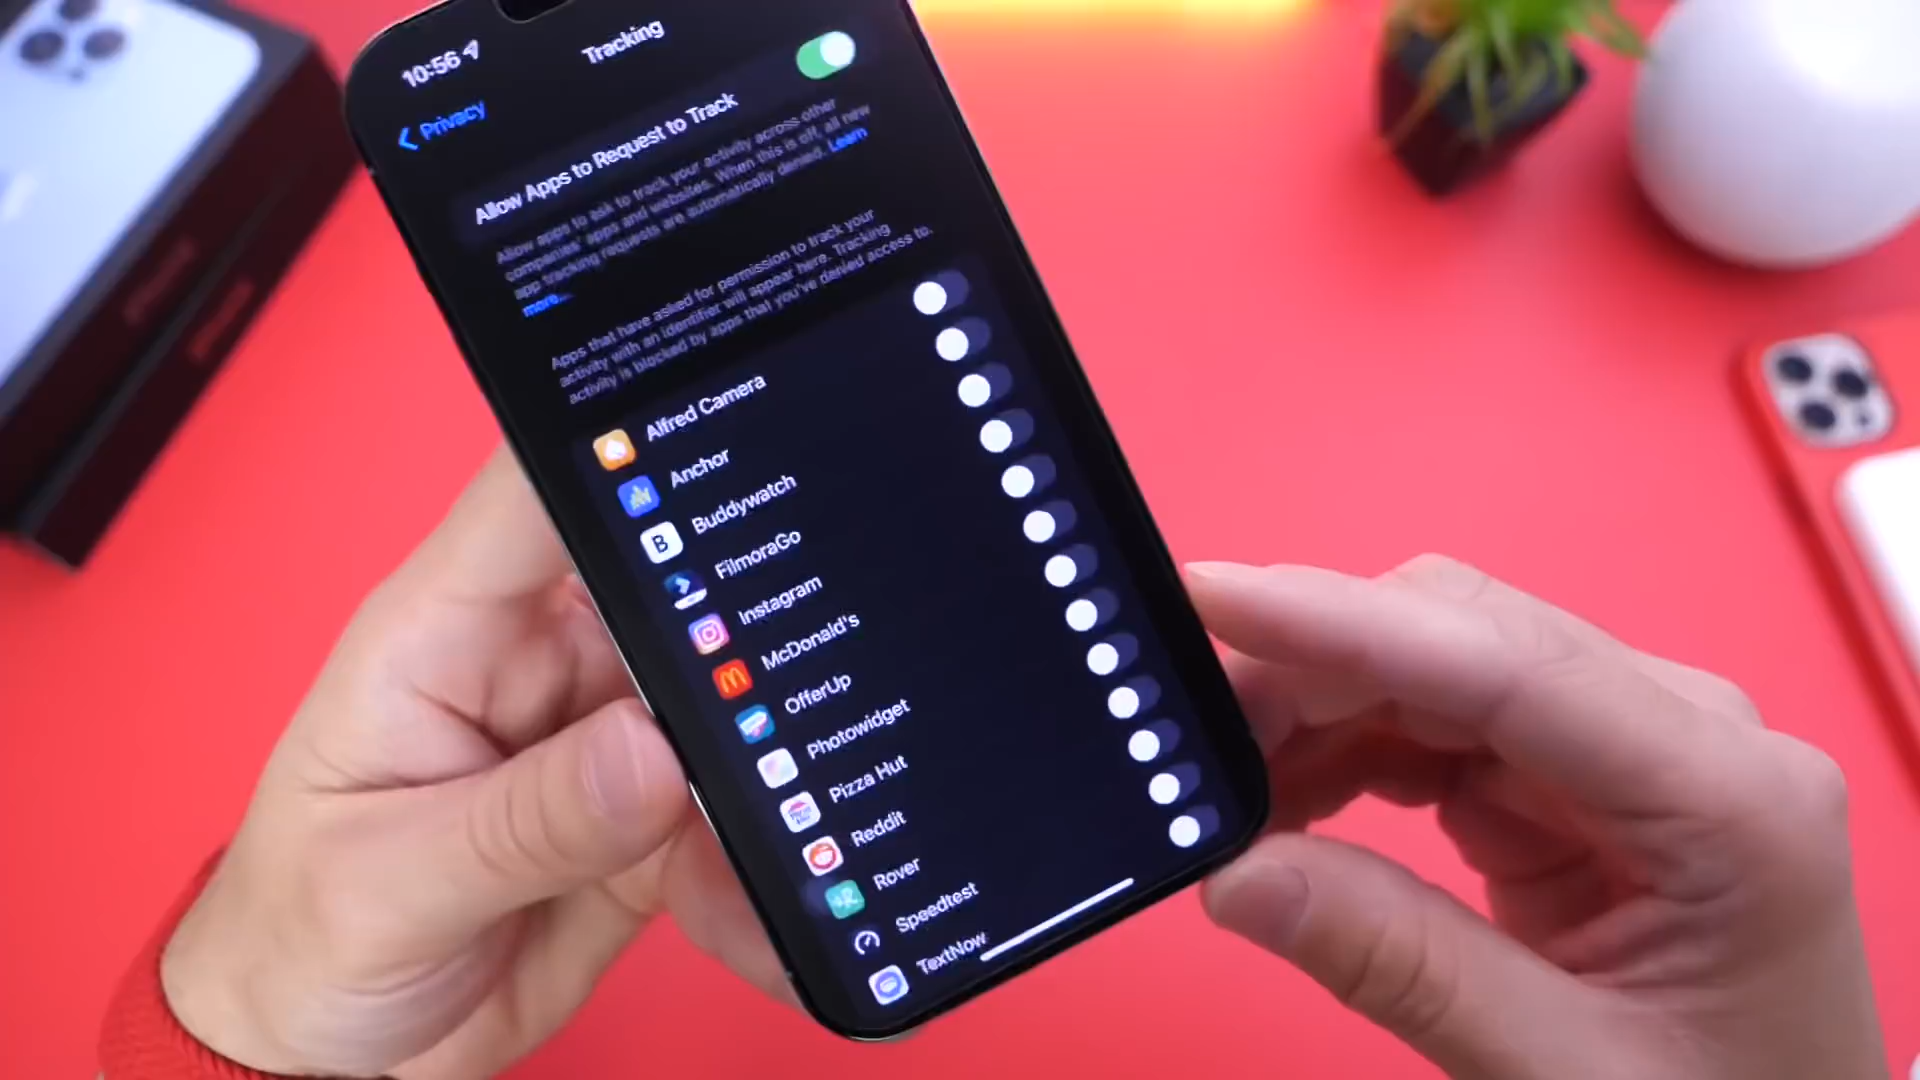 10:56
Tracking
Privacy
Allow Apps to Request to Track
Allow apps to ask to track your activity across other
companies' apps and websites. When this is off, all new
app tracking requests are automatically denied. Learn
more...
Apps that have asked for permission to track your
activity with an identifier will appear here. Tracking
activity is blocked by apps that you've denied access to.
Alfred Camera
Anchor
B Buddywatch
FilmoraGo
Instagram
McDonald's
OfferUp
Photowidget
Pizza Hut
Reddit
Rover
Speedtest
TextNow